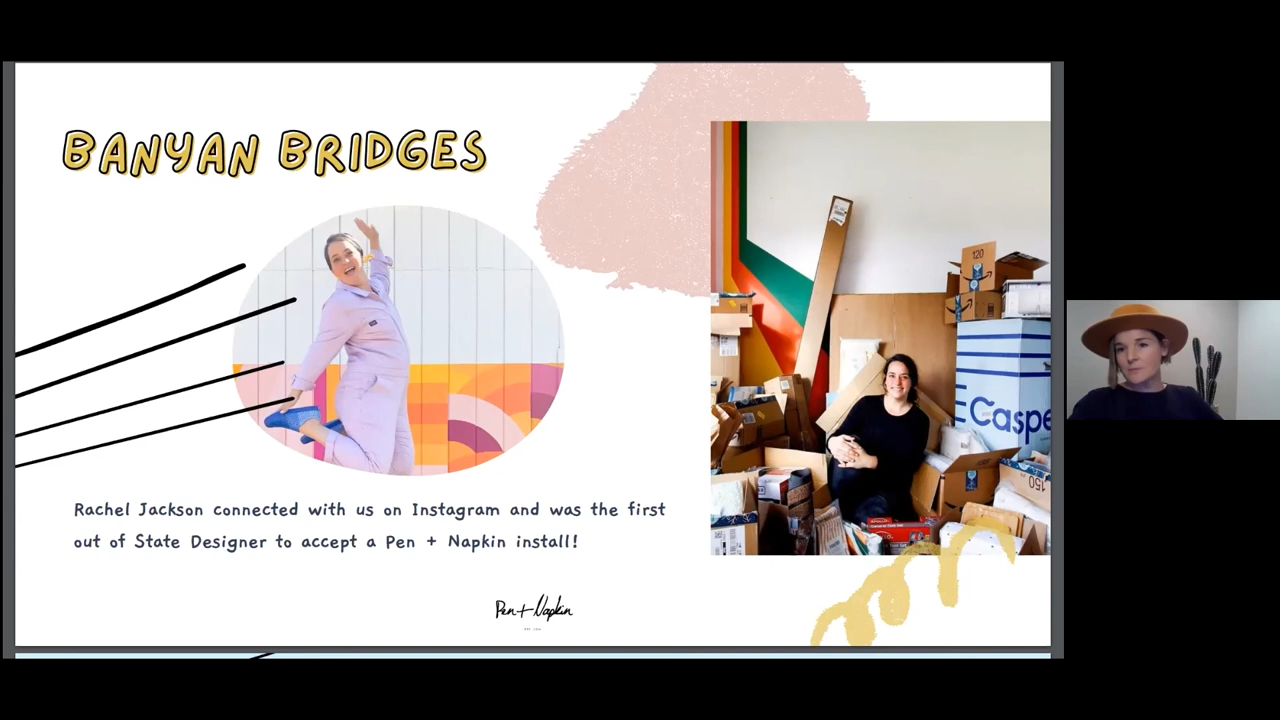 BANYAN BRIDGES
Rachel Jackson connected with us on Instagram and was the first
out of State Designer to accept a Pen + Napkin install!
Pen + Napkin
120
Caspe
150